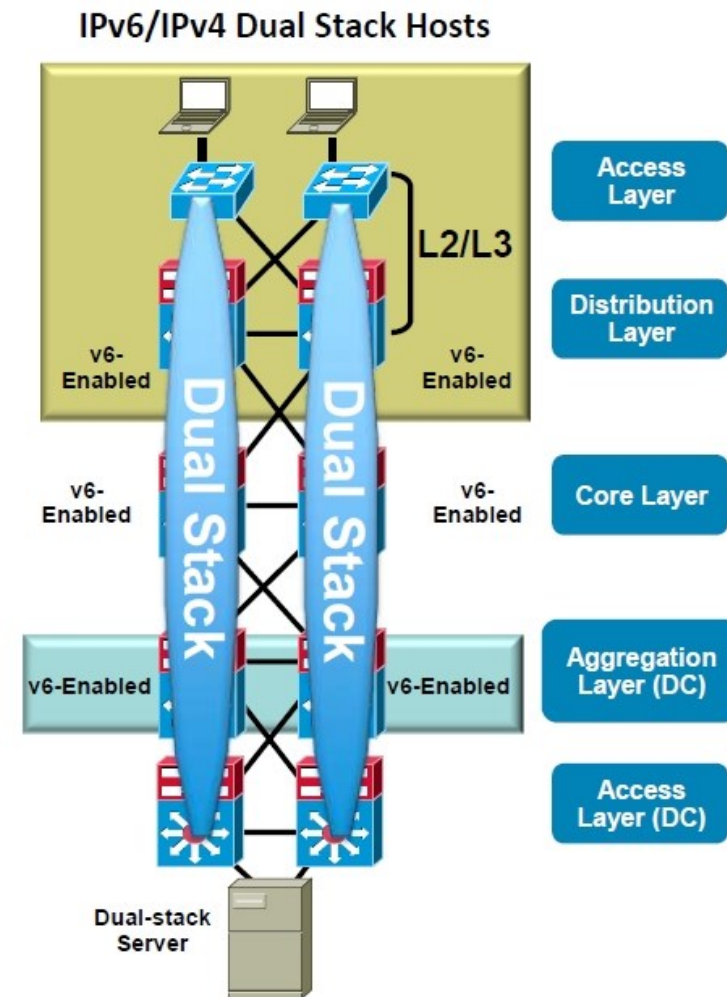 IPv6/IPv4 Dual Stack Hosts
Access
Layer
L2/L3
Distribution
Layer
v6-
Enabled
v6-
Enabled
Dual Stack
Dual Stack
v6-
Enabled
v6-
Enabled
Core Layer
v6-Enabled
v6-Enabled
Aggregation
Layer (DC)
Access
Layer (DC)
Dual-stack
Server